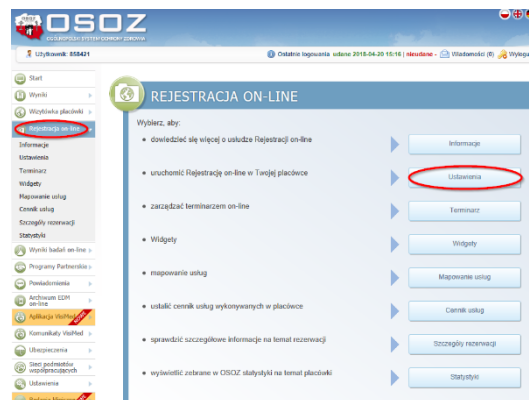 OSOZ
OGÓLNOPOLSKI SYSTEM OCHRONY ZDROWIA
Użytkownik: 858421
Ostatnie logowania udane 2018-04-20 15:16 | nieudane -
Wiadomości (0)
Wylogu
Start
Wyniki
Wizytówka placówki
Rejestracja on-line
Informacje
Ustawienia
Terminarz
Widgety
Mapowanie usług
Cennik usług
Szczegóły rezerwacji
Statystyki
Wyniki badań on-line
Programy Partnerskie
Powiadomienia
Archiwum EDM
on-line
Aplikacja VisiMed
Komunikaty VisiMed
Ubezpieczenia
Sieci podmiotów
współpracujących
Ustawienia
REJESTRACJA ON-LINE
Wybierz, aby:
• dowiedzieć się więcej o usłudze Rejestracji on-line
Informacje
• uruchomić Rejestrację on-line w Twojej placówce
Ustawienia
• zarządzać terminarzem on-line
Terminarz
• Widgety
Widgety
• mapowanie usług
Mapowanie usług
• ustalić cennik usług wykonywanych w placówce
Cennik usług
• sprawdzić szczegółowe informacje na temat rezerwacji
Szczegóły rezerwacji
• wyświetlić zebrane w OSOZ statystyki na temat placówki
Statystyki